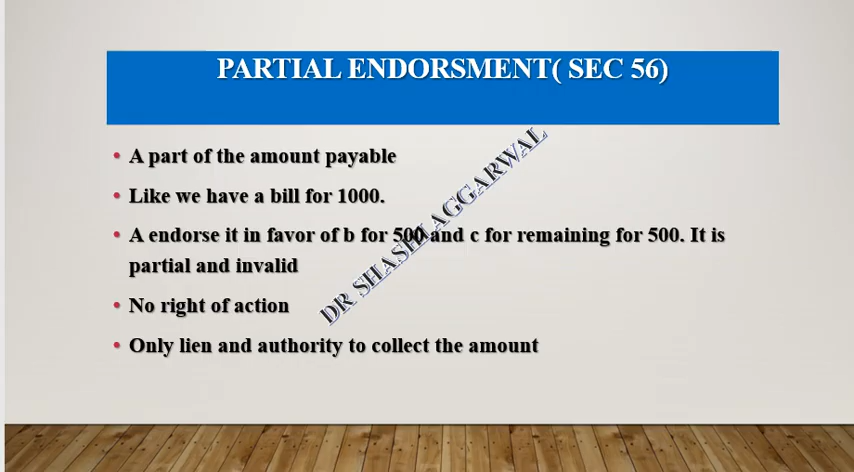 PARTIAL ENDORSMENT( SEC 56)
• A part of the amount payable
• Like we have a bill for 1000.
• A endorse it in favor of b for 500 and c for remaining for 500. It is
partial and invalid
• No right of action
• Only lien and authority to collect the amount
DR SHASHI AGGARWAL